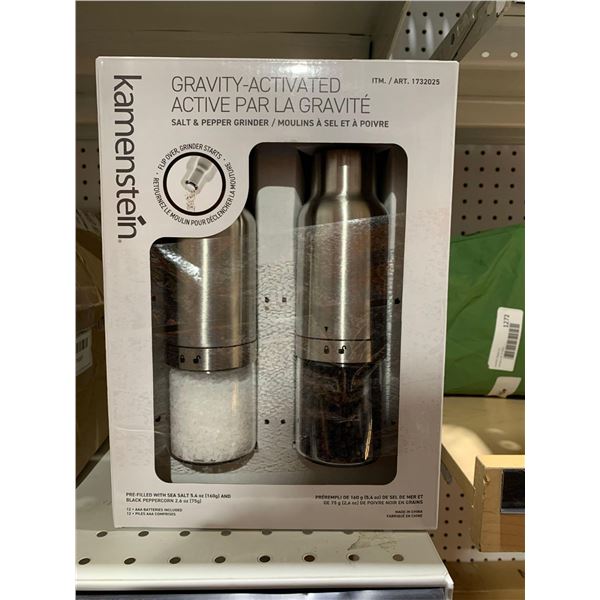 kamenstein®
GRAVITY-ACTIVATED
ACTIVE PAR LA GRAVITÉ
ITM. / ART. 1732025
SALT & PEPPER GRINDER / MOULINS À SEL ET À POIVRE
• FLIP OVER, GRINDER STARTS •
RETOURNEZ LE MOULIN POUR DÉCLENCHER LA MOUTURE
PRE-FILLED WITH SEA SALT 5.6 oz (160g) AND
BLACK PEPPERCORN 2.6 oz (75g)
12 • AAA BATTERIES INCLUDED
12 • PILES AAA COMPRISES
PRÉREMPLI DE 160 g (5,6 oz) DE SEL DE MER ET
DE 75 g (2,6 oz) DE POIVRE NOIR EN GRAINS
MADE IN CHINA
FABRIQUÉ EN CHINE
1272